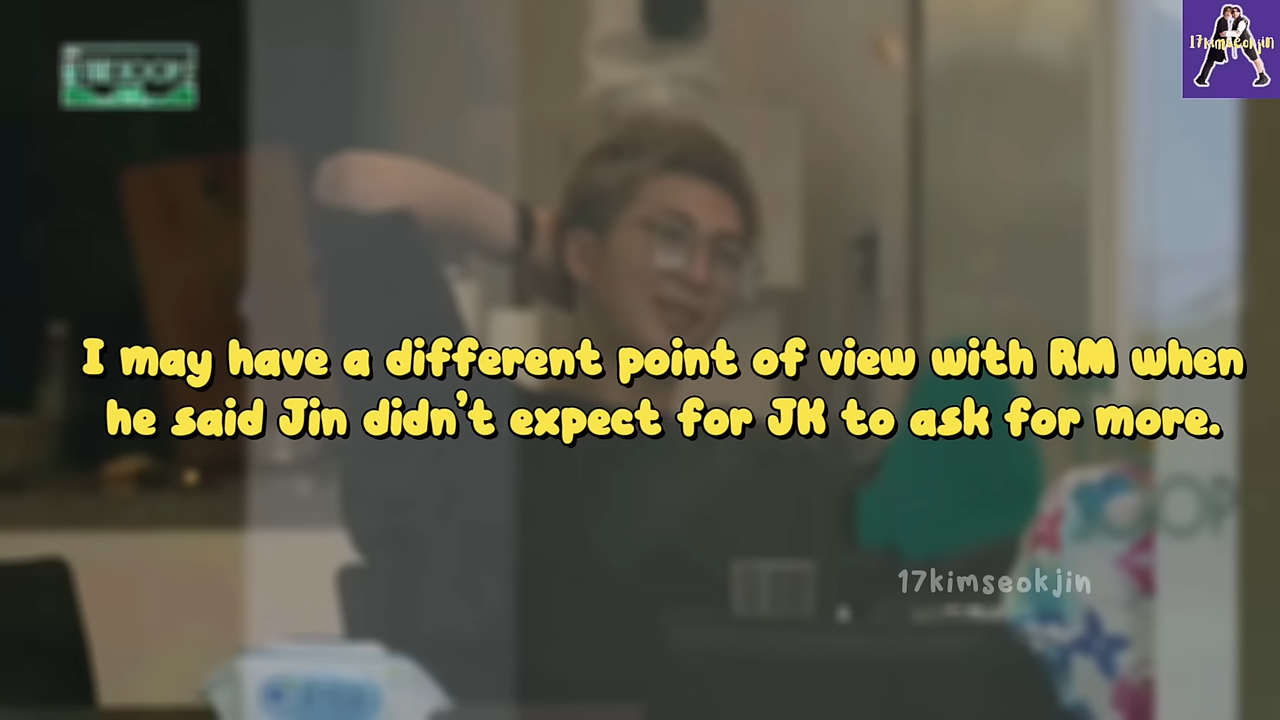 17kimseokjin
I may have a different point of view with RM when
he said Jin didn't expect for JK to ask for more.
17kimseokjin